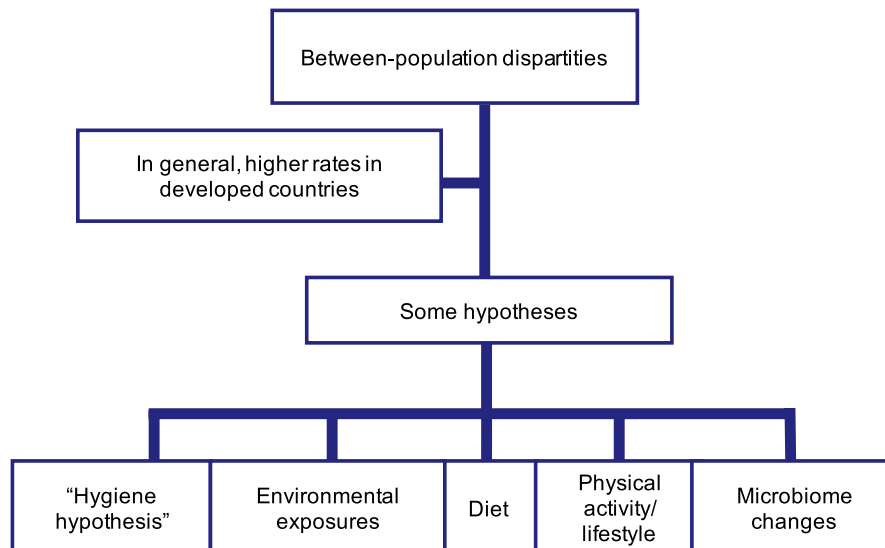 Between-population dispartities
In general, higher rates in
developed countries
Some hypotheses
“Hygiene
hypothesis”
Environmental
exposures
Diet
Physical
activity/
lifestyle
Microbiome
changes